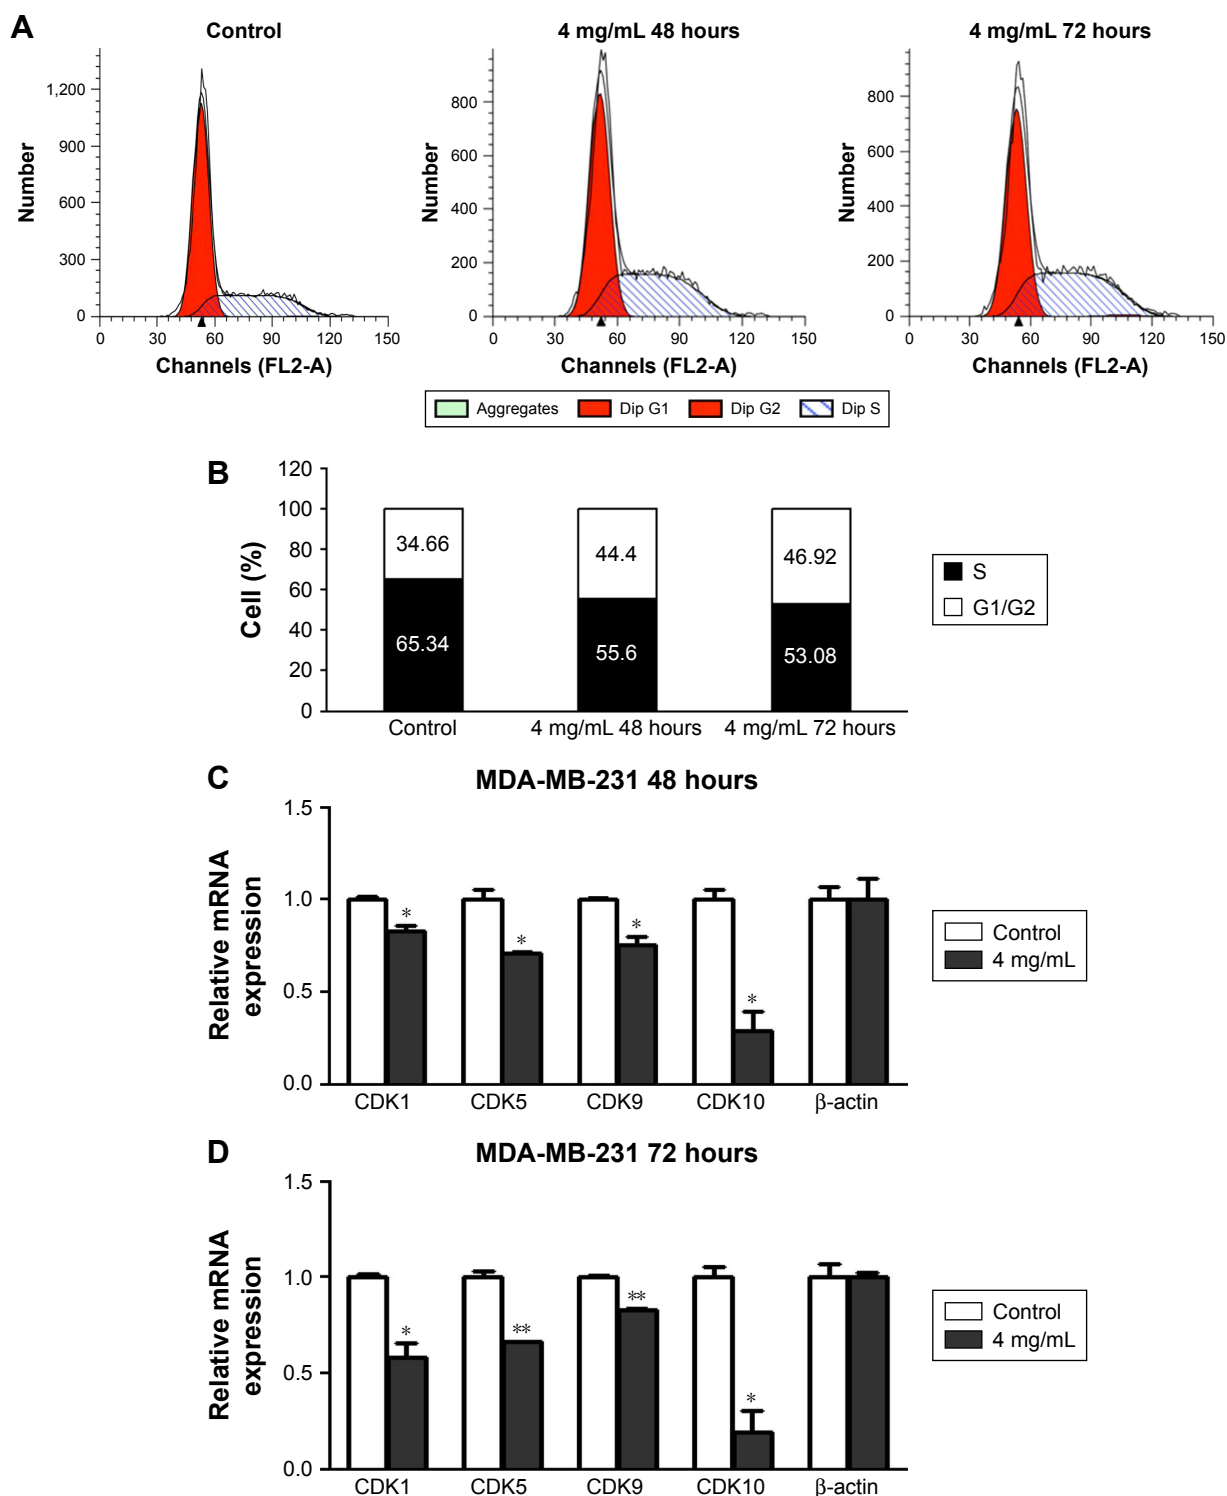 A
Control
4 mg/mL 48 hours
4 mg/mL 72 hours
Number
1,200
900
600
300
0
0 30 60 90 120 150
Channels (FL2-A)
Number
800
600
400
200
0
0 30 60 90 120 150
Channels (FL2-A)
Number
800
600
400
200
0
0 30 60 90 120 150
Channels (FL2-A)
Aggregates Dip G1 Dip G2 Dip S
B
Cell (%)
120
100
80
60
40
20
0
34.66
65.34
44.4
55.6
46.92
53.08
Control
4 mg/mL 48 hours
4 mg/mL 72 hours
S
G1/G2
C
MDA-MB-231 48 hours
Relative mRNA
expression
1.5
1.0
0.5
0.0
* * * *
CDK1 CDK5 CDK9 CDK10 β-actin
Control
4 mg/mL
D
MDA-MB-231 72 hours
Relative mRNA
expression
1.5
1.0
0.5
0.0
* ** ** *
CDK1 CDK5 CDK9 CDK10 β-actin
Control
4 mg/mL